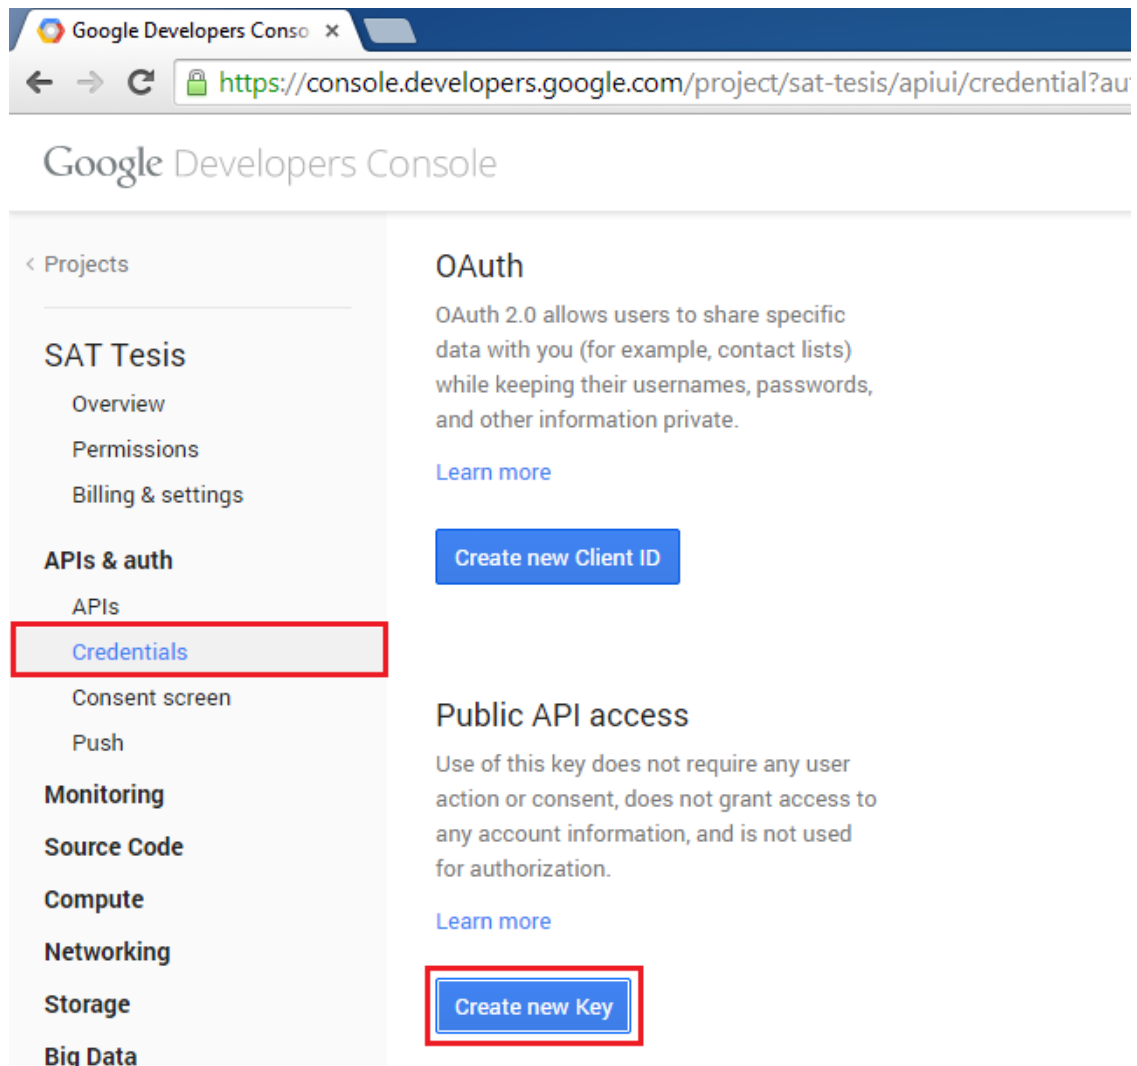 Google Developers Conso
https://console.developers.google.com/project/sat-tesis/apiui/credential?au
Google Developers Console
Projects
SAT Tesis
Overview
Permissions
Billing & settings
APIs & auth
APIs
Credentials
Consent screen
Push
Monitoring
Source Code
Compute
Networking
Storage
Big Data
OAuth
OAuth 2.0 allows users to share specific
data with you (for example, contact lists)
while keeping their usernames, passwords,
and other information private.
Learn more
Create new Client ID
Public API access
Use of this key does not require any user
action or consent, does not grant access to
any account information, and is not used
for authorization.
Learn more
Create new Key